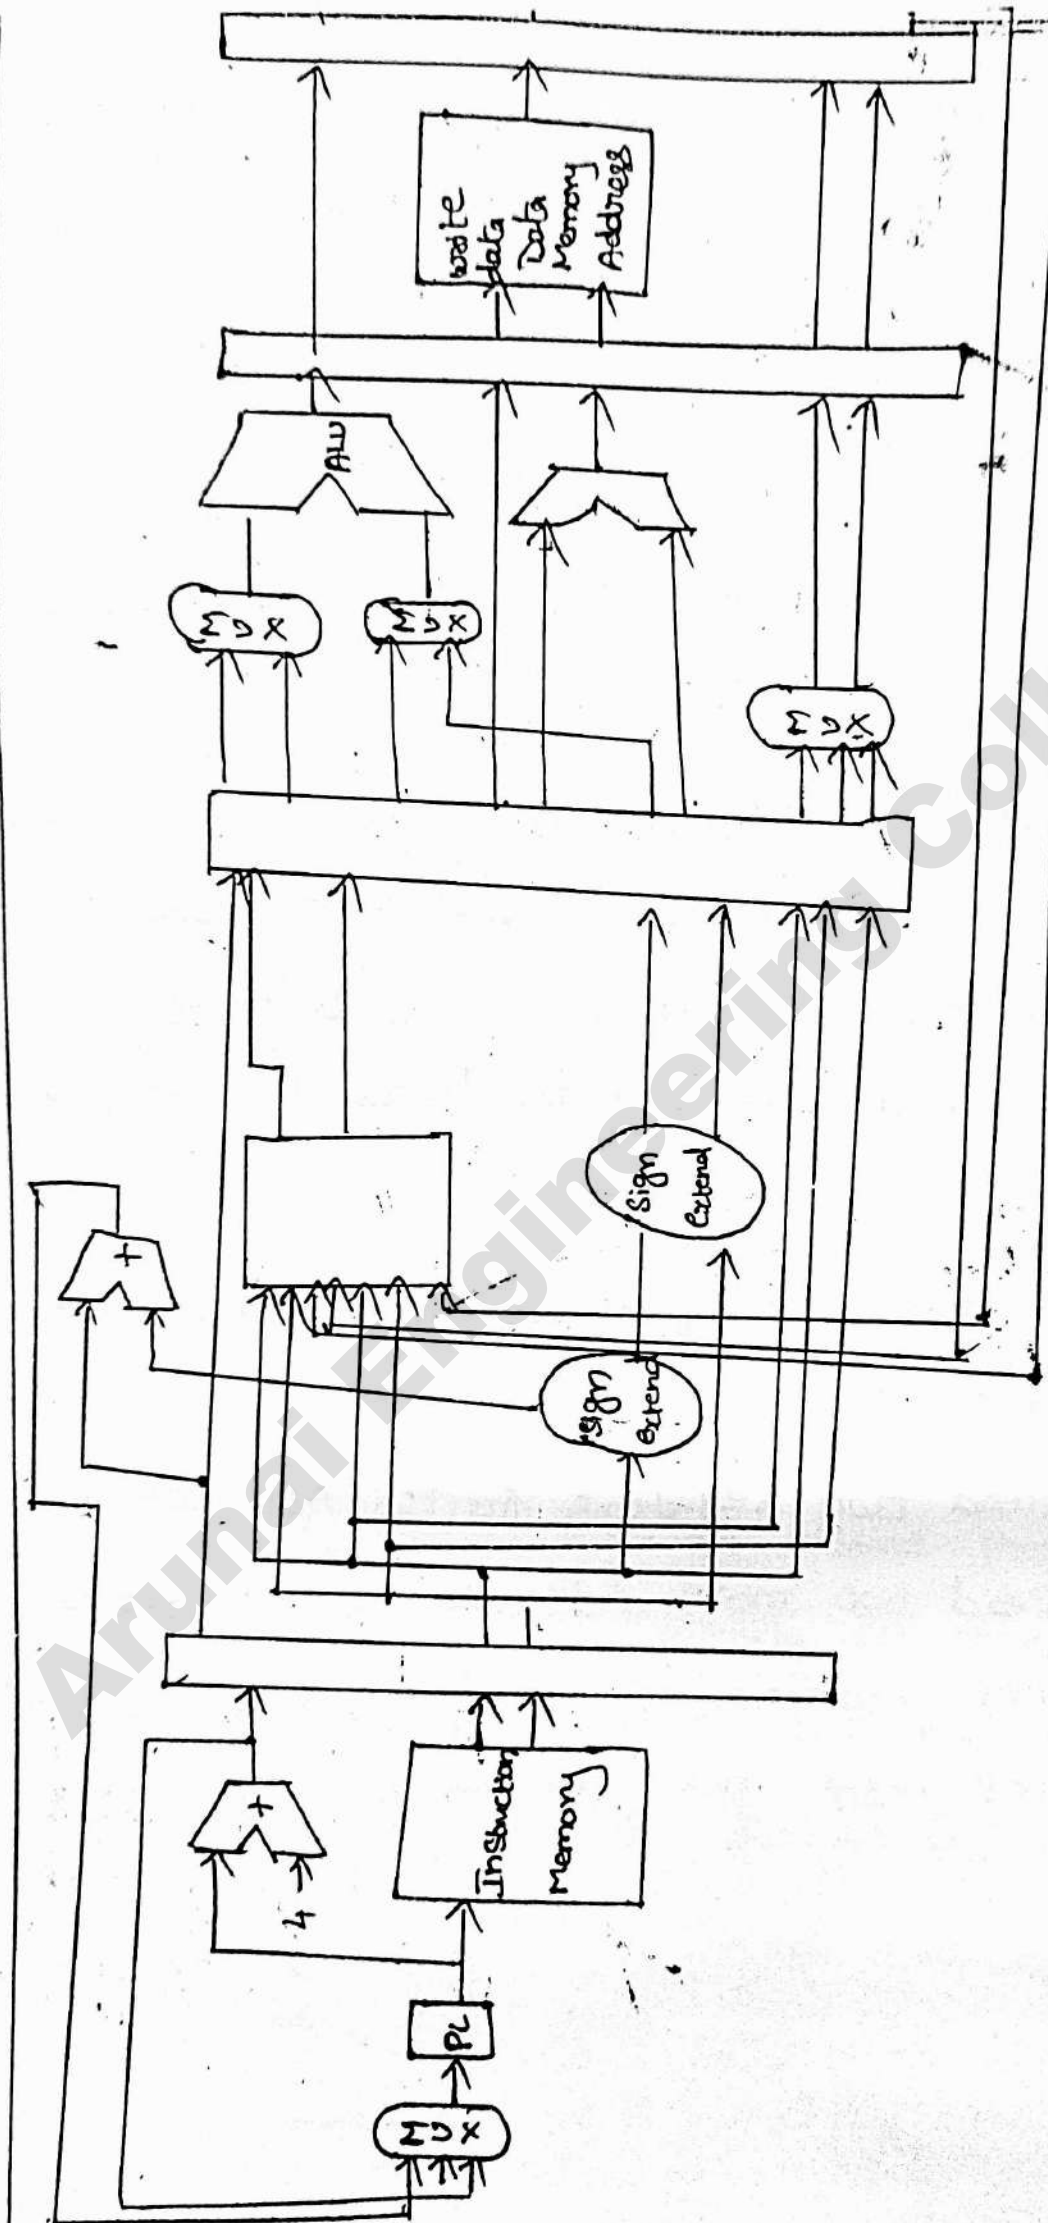 MUX
PC
4
+
Instruction
Memory
+
Sign
extend
Sign
extend
MUX
MUX
MUX
ALU
write
data
Data
Memory
Address
Arunai Engineering Coll